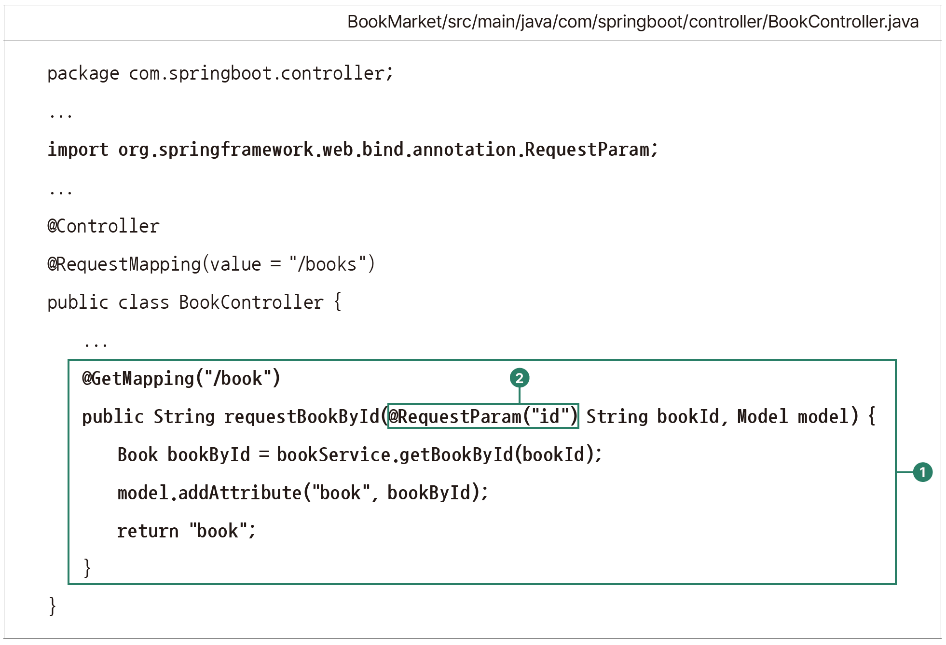 BookMarket/src/main/java/com/springboot/controller/BookController.java
package com.springboot.controller;
...
import org.springframework.web.bind.annotation.RequestParam;
...
@Controller
@RequestMapping(value = "/books")
public class BookController {
...
@GetMapping("/book")
2
public String requestBookById(@RequestParam("id") String bookId, Model model) {
Book bookById = bookService.getBookById(bookId);
1
model.addAttribute("book", bookById);
return "book";
}
}